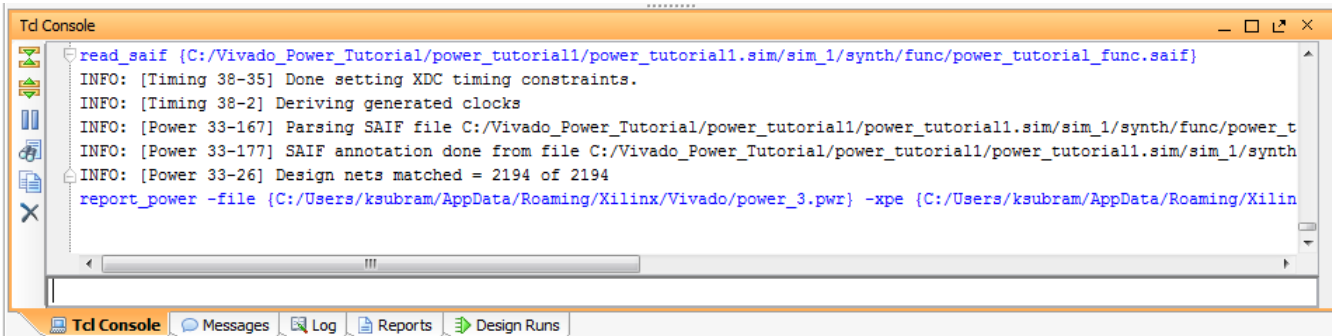 Tcl Console
read_saif {C:/Vivado_Power_Tutorial/power_tutorial1/power_tutorial1.sim/sim_1/synth/func/power_tutorial_func.saif}
INFO: [Timing 38-35] Done setting XDC timing constraints.
INFO: [Timing 38-2] Deriving generated clocks
INFO: [Power 33-167] Parsing SAIF file C:/Vivado_Power_Tutorial/power_tutorial1/power_tutorial1.sim/sim_1/synth/func/power_t
INFO: [Power 33-177] SAIF annotation done from file C:/Vivado_Power_Tutorial/power_tutorial1/power_tutorial1.sim/sim_1/synth
INFO: [Power 33-26] Design nets matched = 2194 of 2194
report_power -file {C:/Users/ksubram/AppData/Roaming/Xilinx/Vivado/power_3.pwr} -xpe {C:/Users/ksubram/AppData/Roaming/Xilin
Tcl Console Messages Log Reports Design Runs